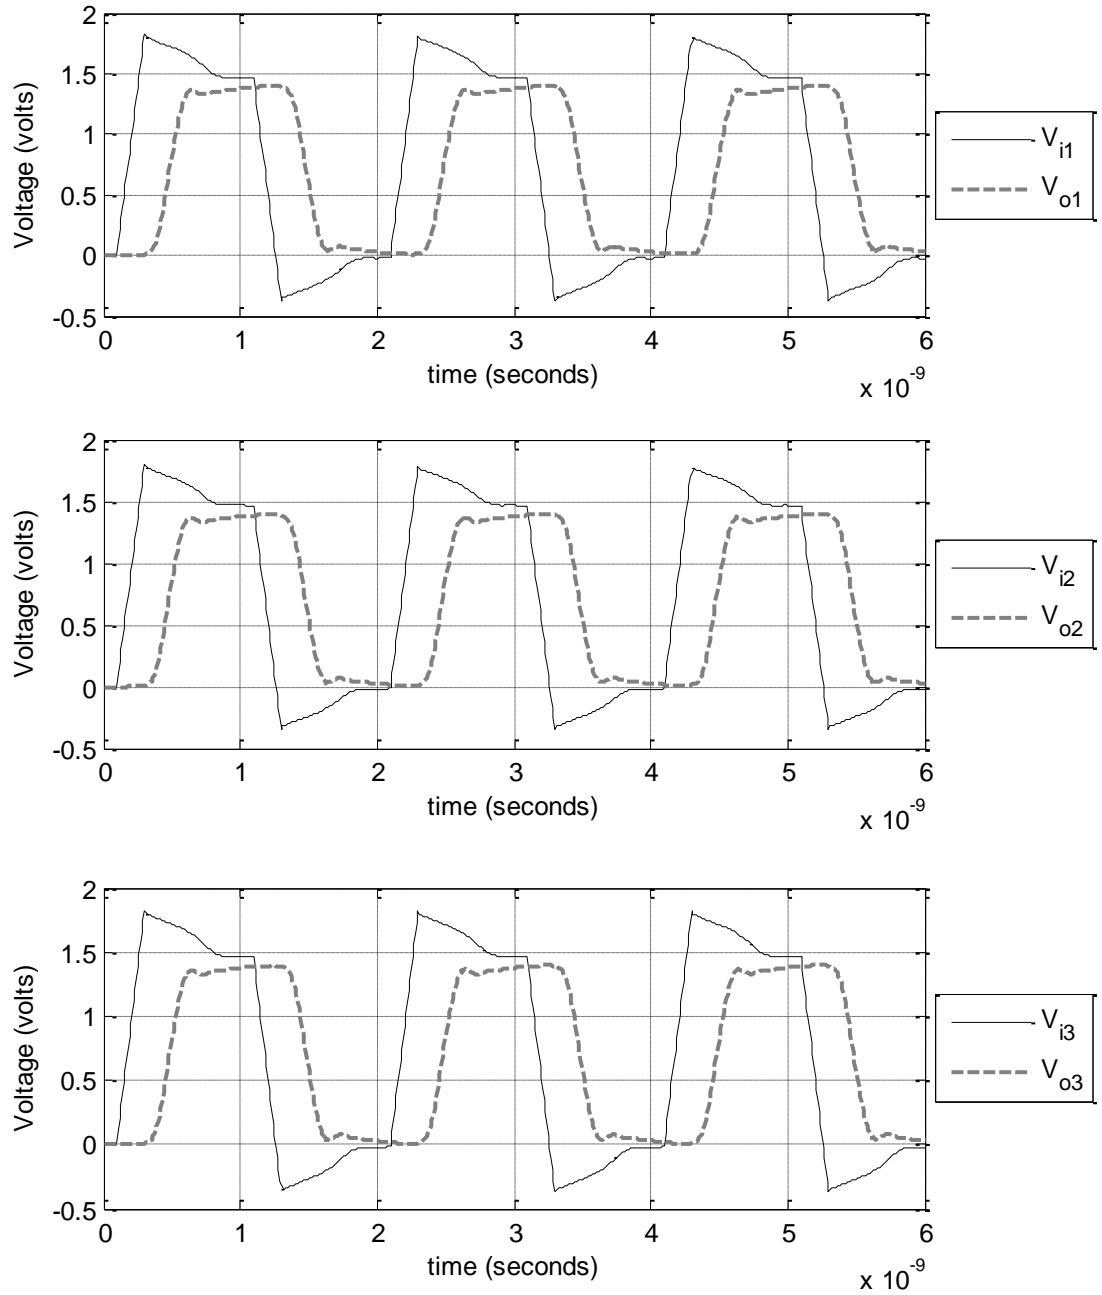 2
1.5
1
0.5
0
-0.5
Voltage (volts)
0 1 2 3 4 5 6
time (seconds)
x 10^-9
V_i1
V_o1
2
1.5
1
0.5
0
-0.5
Voltage (volts)
0 1 2 3 4 5 6
time (seconds)
x 10^-9
V_i2
V_o2
2
1.5
1
0.5
0
-0.5
Voltage (volts)
0 1 2 3 4 5 6
time (seconds)
x 10^-9
V_i3
V_o3